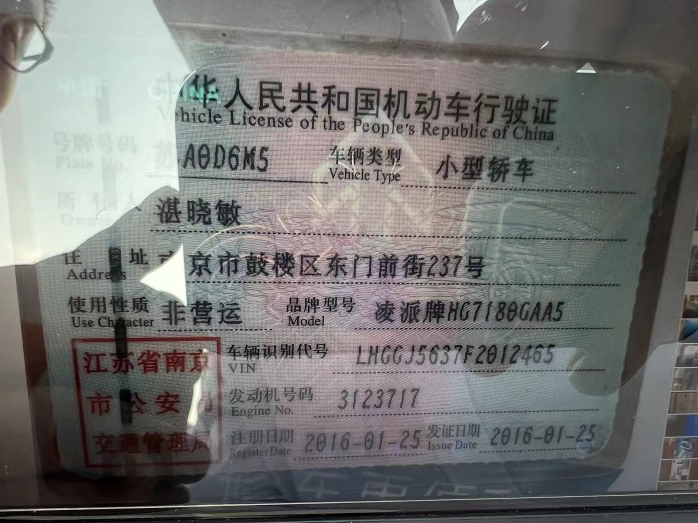 中华人民共和国机动车行驶证
Vehicle License of the People's Republic of China
号牌号码 苏A0D6M5 车辆类型 小型轿车
Plate No. Vehicle Type
所 人 湛晓敏
住 址 京市鼓楼区东门前街237号
Address
使用性质 非营运 品牌型号 凌派牌HG7180GAA5
Use Character Model
江苏省南京 车辆识别代号 LHGGJ5637F2012465
VIN
市公安局 发动机号码 3123717
Engine No.
交通管理局 注册日期 2016-01-25 发证日期 2016-01-25
Register Date Issue Date